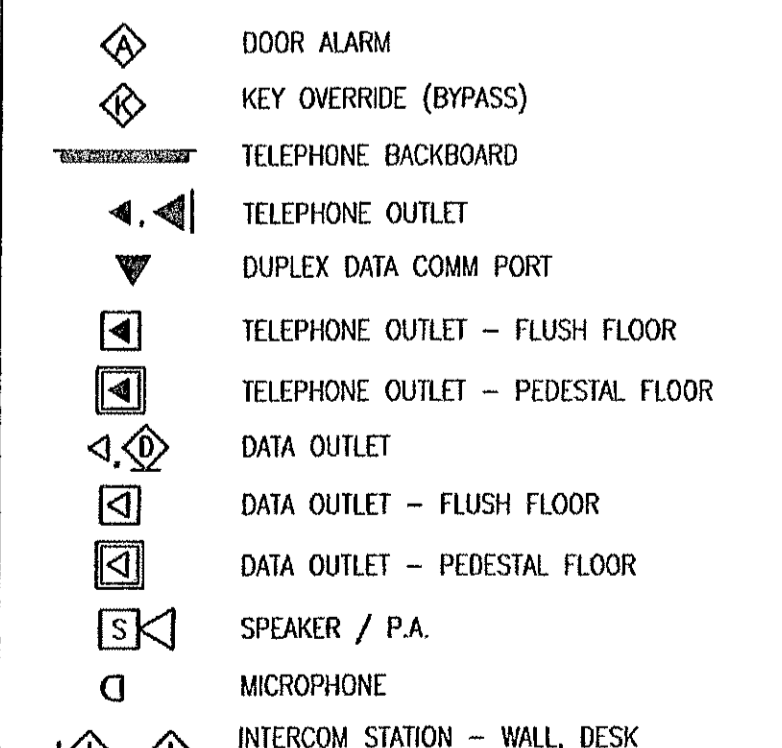 A DOOR ALARM
K KEY OVERRIDE (BYPASS)
TELEPHONE BACKBOARD
TELEPHONE OUTLET
DUPLEX DATA COMM PORT
TELEPHONE OUTLET – FLUSH FLOOR
TELEPHONE OUTLET – PEDESTAL FLOOR
D DATA OUTLET
DATA OUTLET – FLUSH FLOOR
DATA OUTLET – PEDESTAL FLOOR
S SPEAKER / P.A.
MICROPHONE
INTERCOM STATION – WALL, DESK